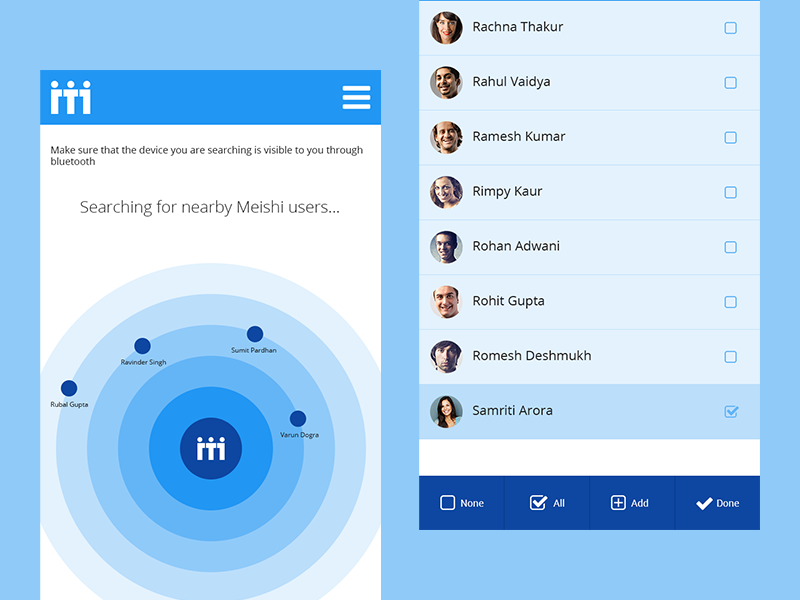 Make sure that the device you are searching is visible to you through
bluetooth
Searching for nearby Meishi users...
Sumit Pardhan
Ravinder Singh
Rubal Gupta
Varun Dogra
Rachna Thakur
Rahul Vaidya
Ramesh Kumar
Rimpy Kaur
Rohan Adwani
Rohit Gupta
Romesh Deshmukh
Samriti Arora
None
All
Add
Done